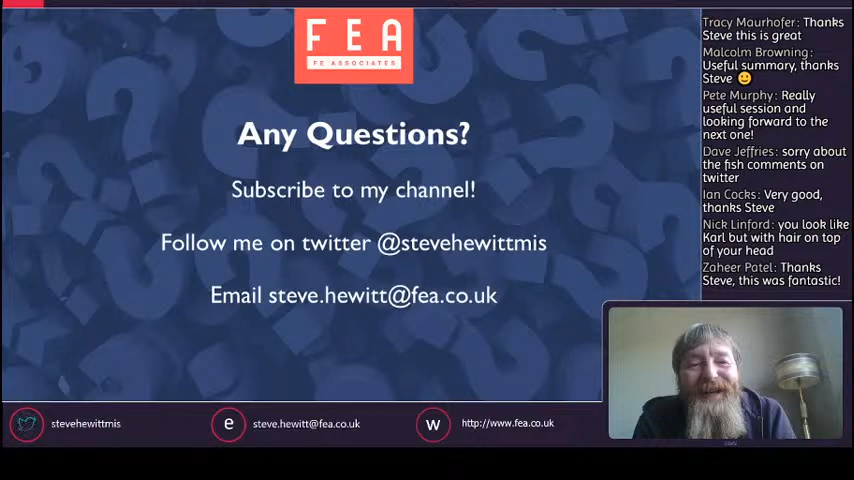 FEA
FE ASSOCIATES
Any Questions?
Subscribe to my channel!
Follow me on twitter @stevehewittmis
Email steve.hewitt@fea.co.uk
Tracy Maurhofer: Thanks
Steve this is great
Malcolm Browning:
Useful summary, thanks
Steve 🙂
Pete Murphy: Really
useful session and
looking forward to the
next one!
Dave Jeffries: sorry about
the fish comments on
twitter
Ian Cocks: Very good,
thanks Steve
Nick Linford: you look like
Karl but with hair on top
of your head
Zaheer Patel: Thanks
Steve, this was fantastic!
stevehewittmis
e steve.hewitt@fea.co.uk
w http://www.fea.co.uk